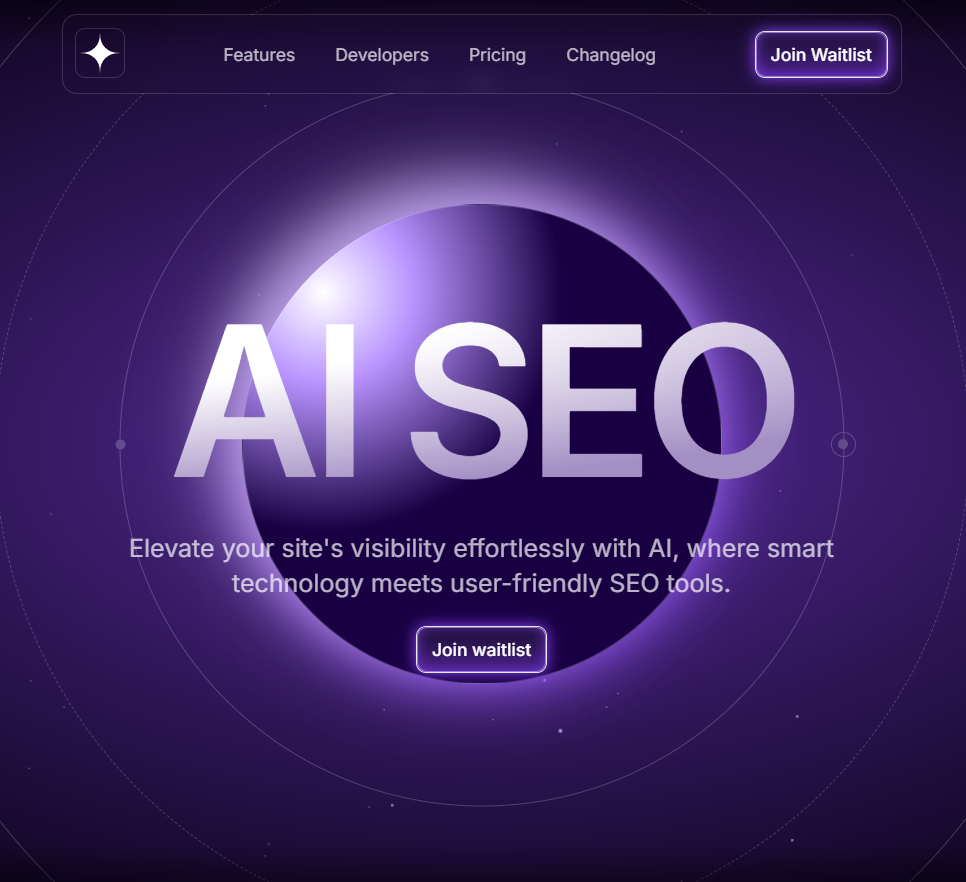 Features
Developers
Pricing
Changelog
Join Waitlist
AI SEO
Elevate your site's visibility effortlessly with AI, where smart
technology meets user-friendly SEO tools.
Join waitlist